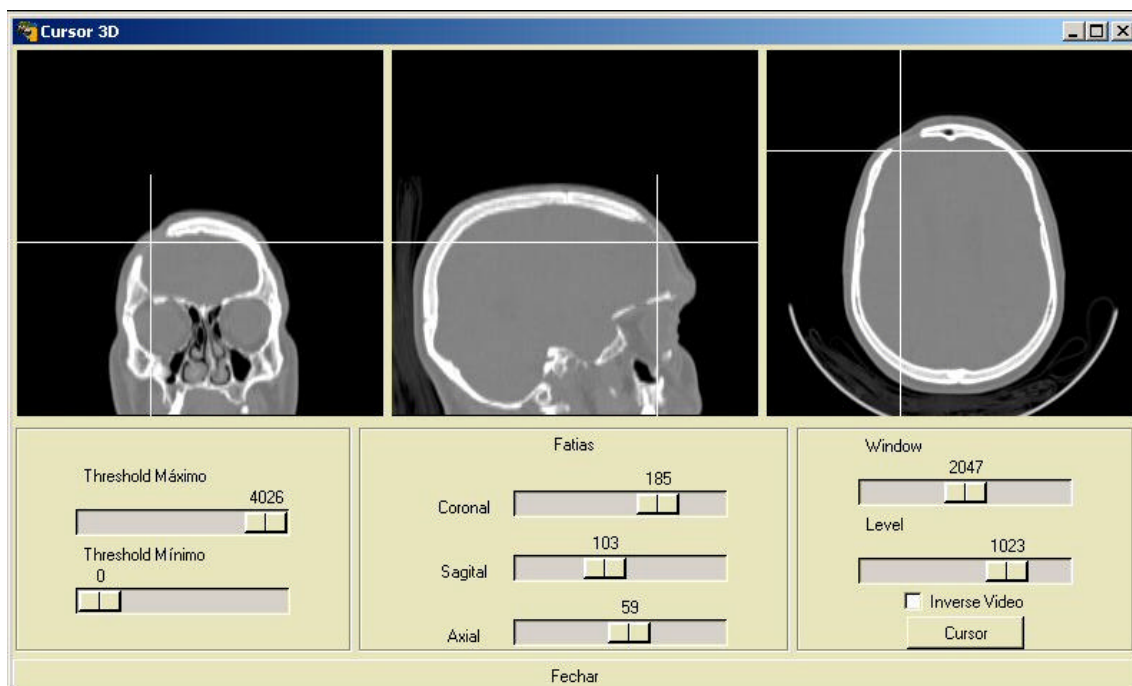 Cursor 3D
Threshold Máximo
4026
Threshold Mínimo
0
Fatias
185
Coronal
103
Sagital
59
Axial
Window
2047
Level
1023
Inverse Video
Cursor
Fechar